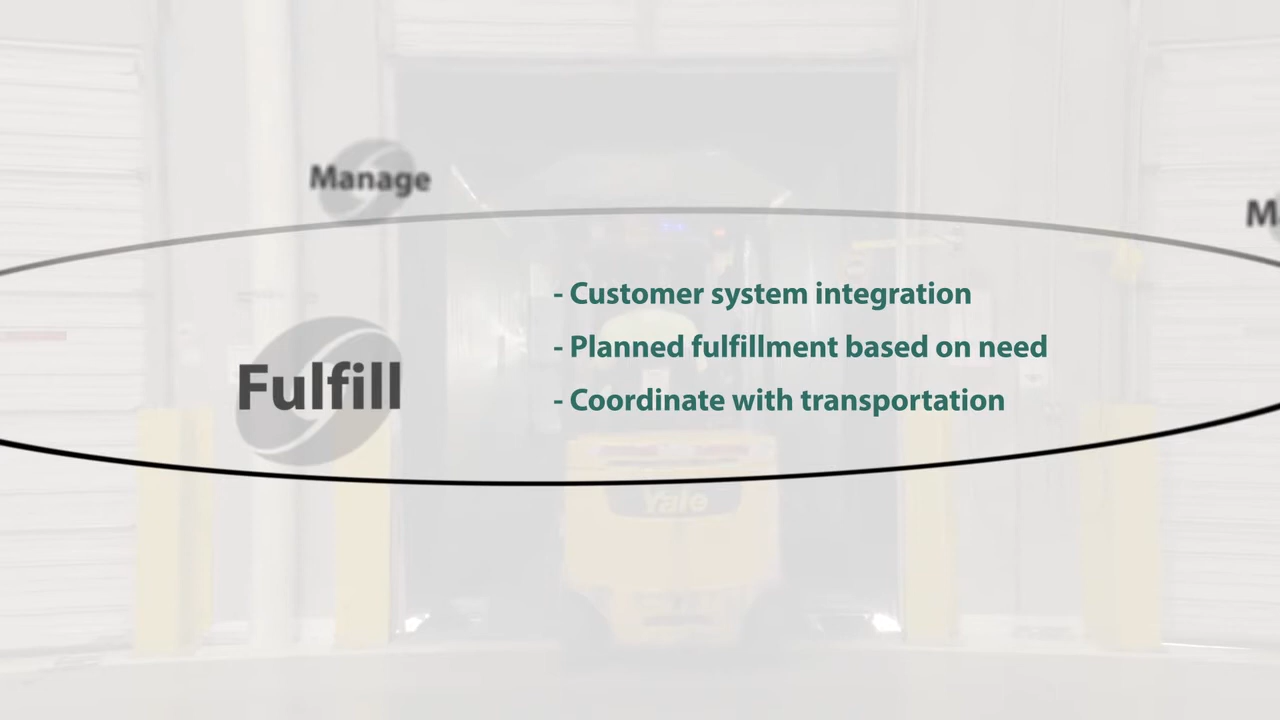 Manage
M
- Customer system integration
- Planned fulfillment based on need
Fulfill
- Coordinate with transportation
Yale